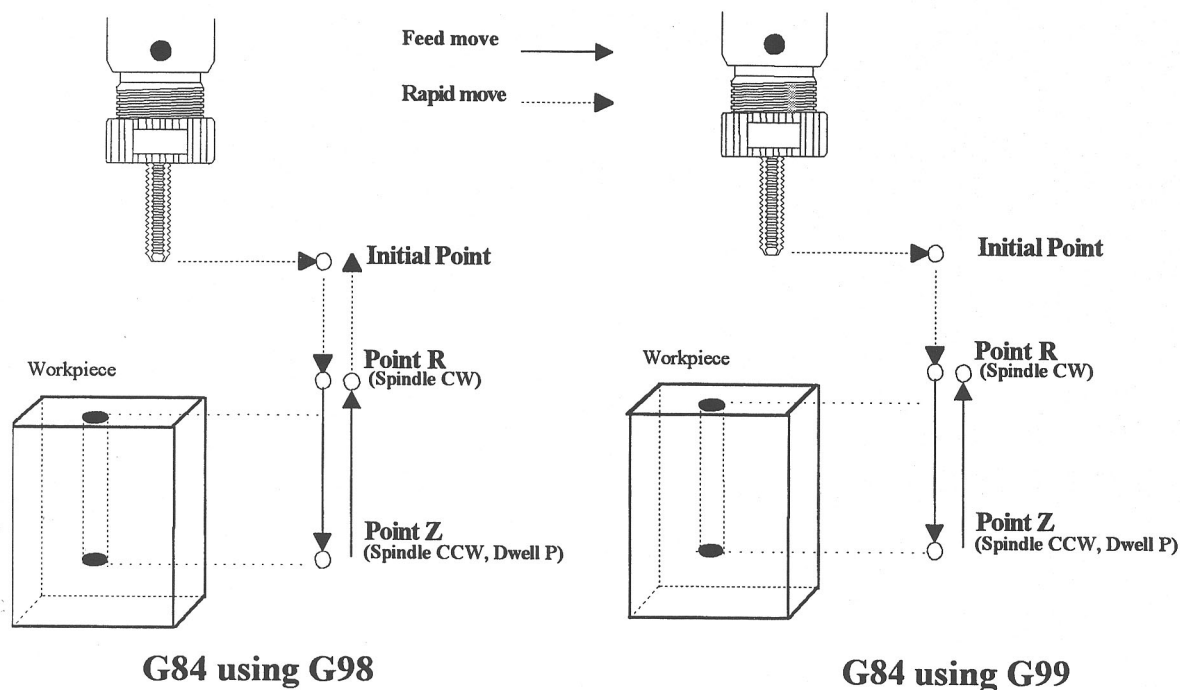 Feed move
Rapid move
Initial Point
Point R
(Spindle CW)
Workpiece
Point Z
(Spindle CCW, Dwell P)
G84 using G98
Initial Point
Point R
(Spindle CW)
Workpiece
Point Z
(Spindle CCW, Dwell P)
G84 using G99